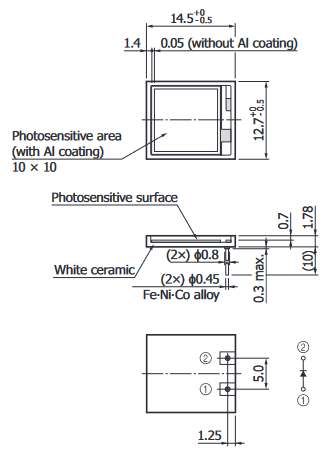 14.5 +0 -0.5
1.4
0.05 (without Al coating)
12.7 +0 -0.5
Photosensitive area
(with Al coating)
10 × 10
Photosensitive surface
0.7
1.78
(2×) ϕ0.8
White ceramic
(2×) ϕ0.45
Fe·Ni·Co alloy
0.3 max.
(10)
②
①
5.0
②
①
1.25